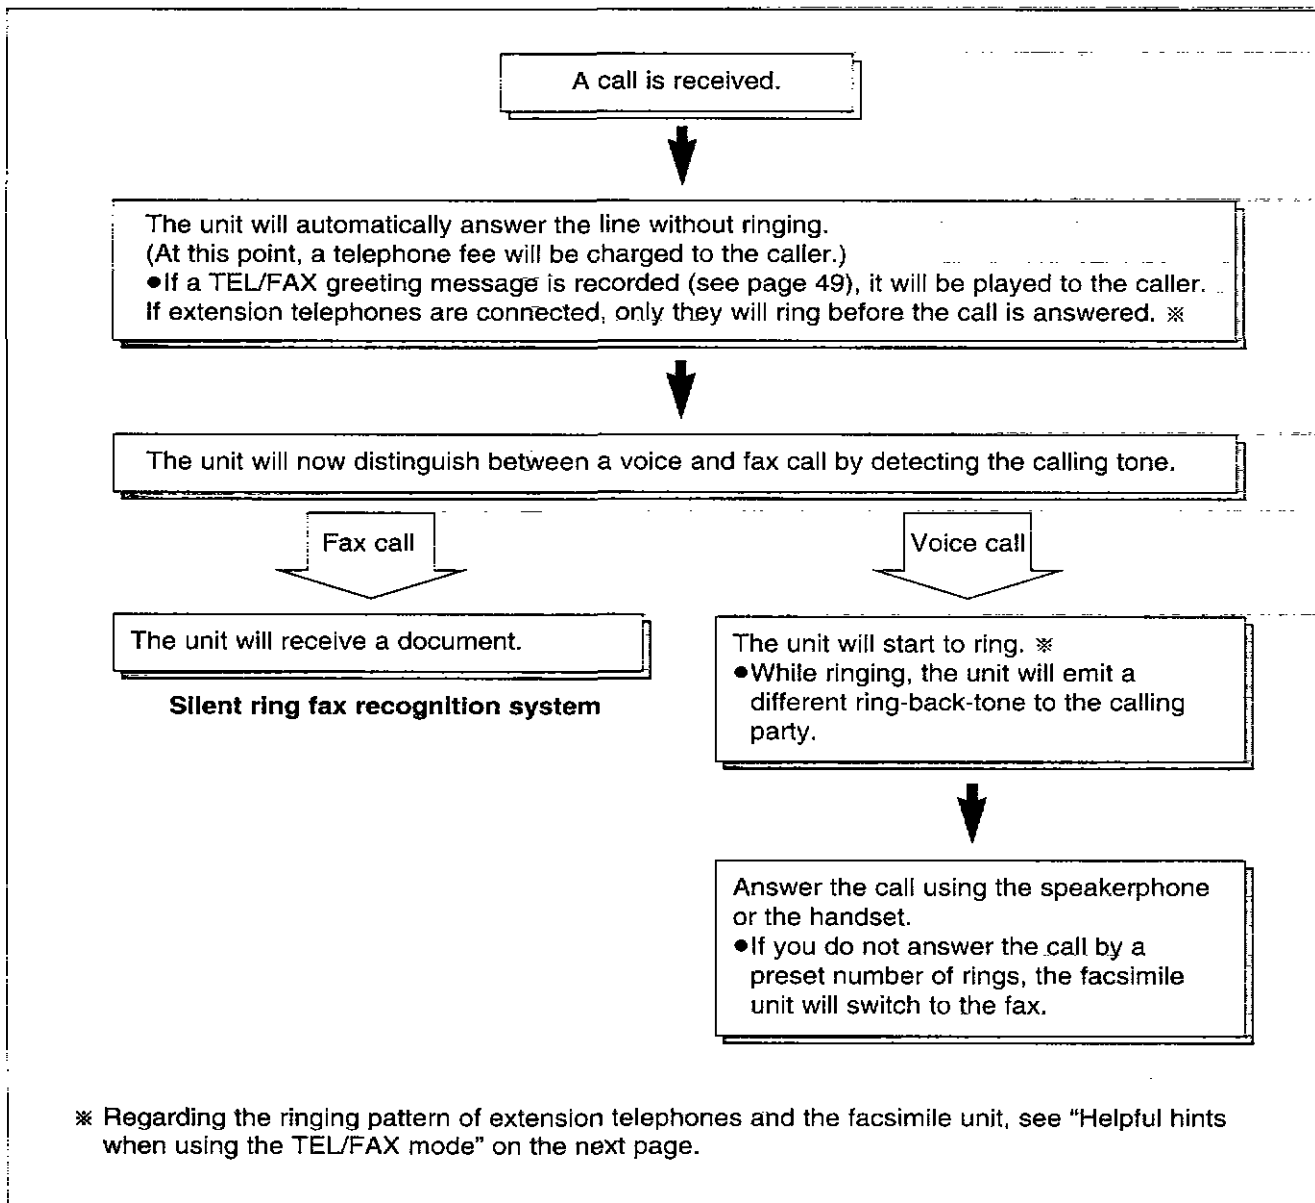 A call is received.
The unit will automatically answer the line without ringing.
(At this point, a telephone fee will be charged to the caller.)
●If a TEL/FAX greeting message is recorded (see page 49), it will be played to the caller.
If extension telephones are connected, only they will ring before the call is answered. ※
The unit will now distinguish between a voice and fax call by detecting the calling tone.
Fax call
Voice call
The unit will receive a document.
Silent ring fax recognition system
The unit will start to ring. ※
●While ringing, the unit will emit a
different ring-back-tone to the calling
party.
Answer the call using the speakerphone
or the handset.
●If you do not answer the call by a
preset number of rings, the facsimile
unit will switch to the fax.
※ Regarding the ringing pattern of extension telephones and the facsimile unit, see “Helpful hints
when using the TEL/FAX mode” on the next page.